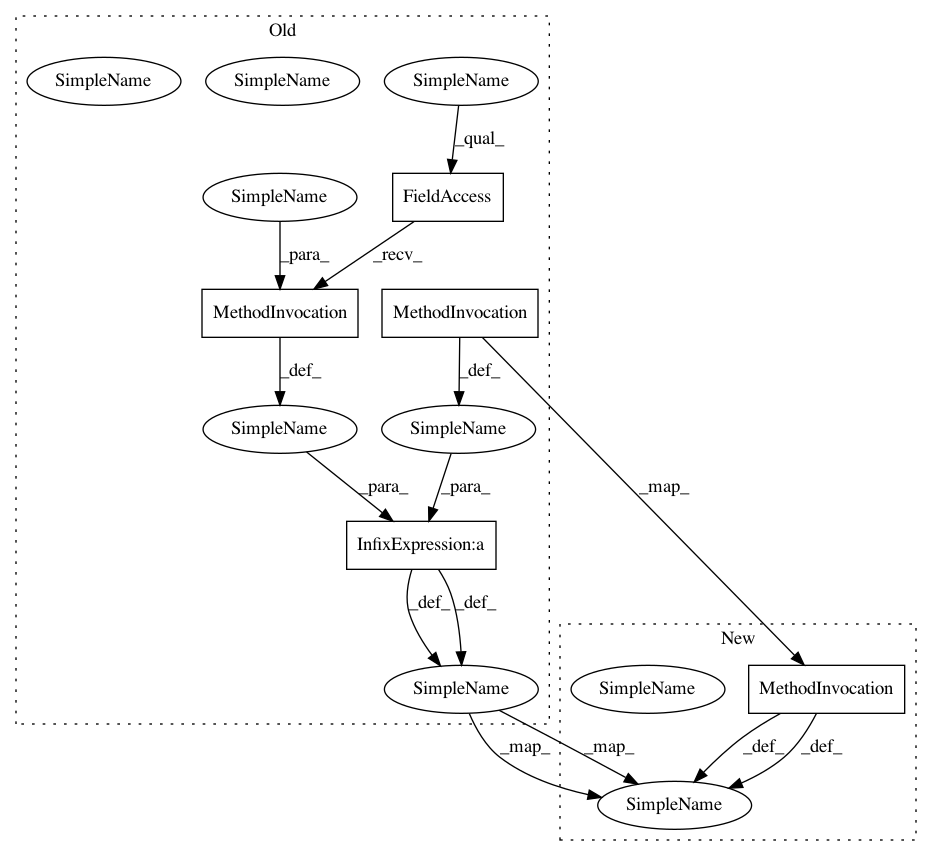 Old
SimpleName
SimpleName
SimpleName
_qual_
SimpleName
FieldAccess
_para_
_recv_
MethodInvocation
MethodInvocation
_def_
_def_
SimpleName
SimpleName
_para_
_para_
_map_
InfixExpression:a
_def_
_def_
New
SimpleName
SimpleName
MethodInvocation
_map_
_map_
_def_
_def_
SimpleName